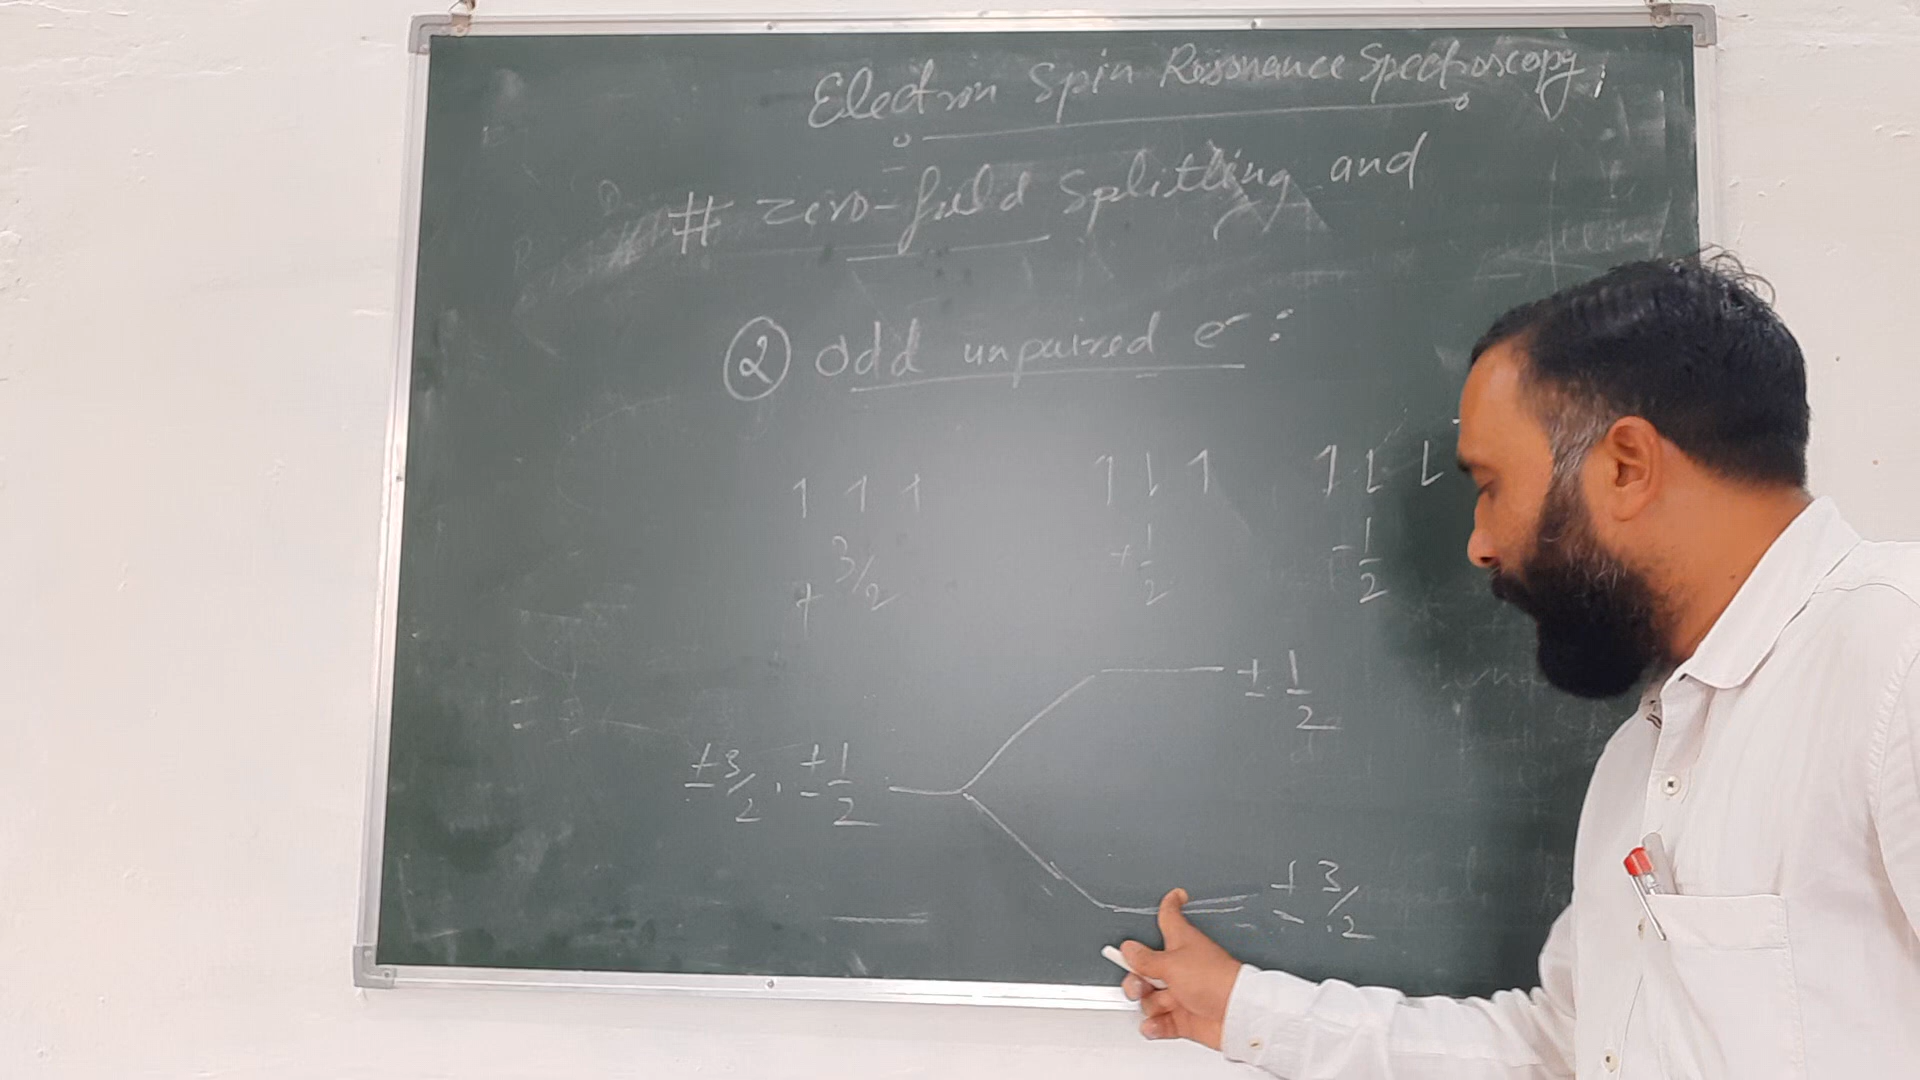 Electron Spin Resonance Spectroscopy;
# Zero-field Splitting and
② Odd unpaired e⁻ :
↿ ↿ ↿ ↿ ⇂ ↿ ↿ ⇂ ⇂
+ 3/2 + 1/2 - 1/2
± 1/2
± 3/2, ± 1/2
± 3/2